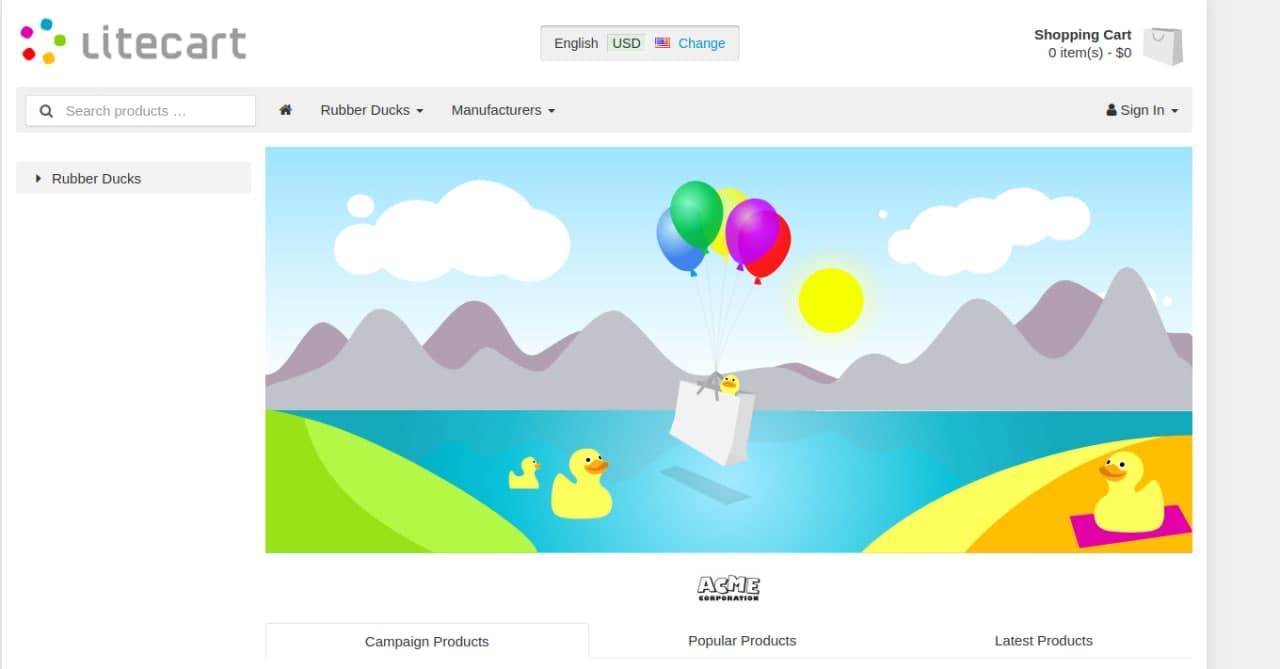 litecart
English USD Change
Shopping Cart
0 item(s) - $0
Search products …
Rubber Ducks
Manufacturers
Sign In
Rubber Ducks
ACME
CORPORATION
Campaign Products
Popular Products
Latest Products